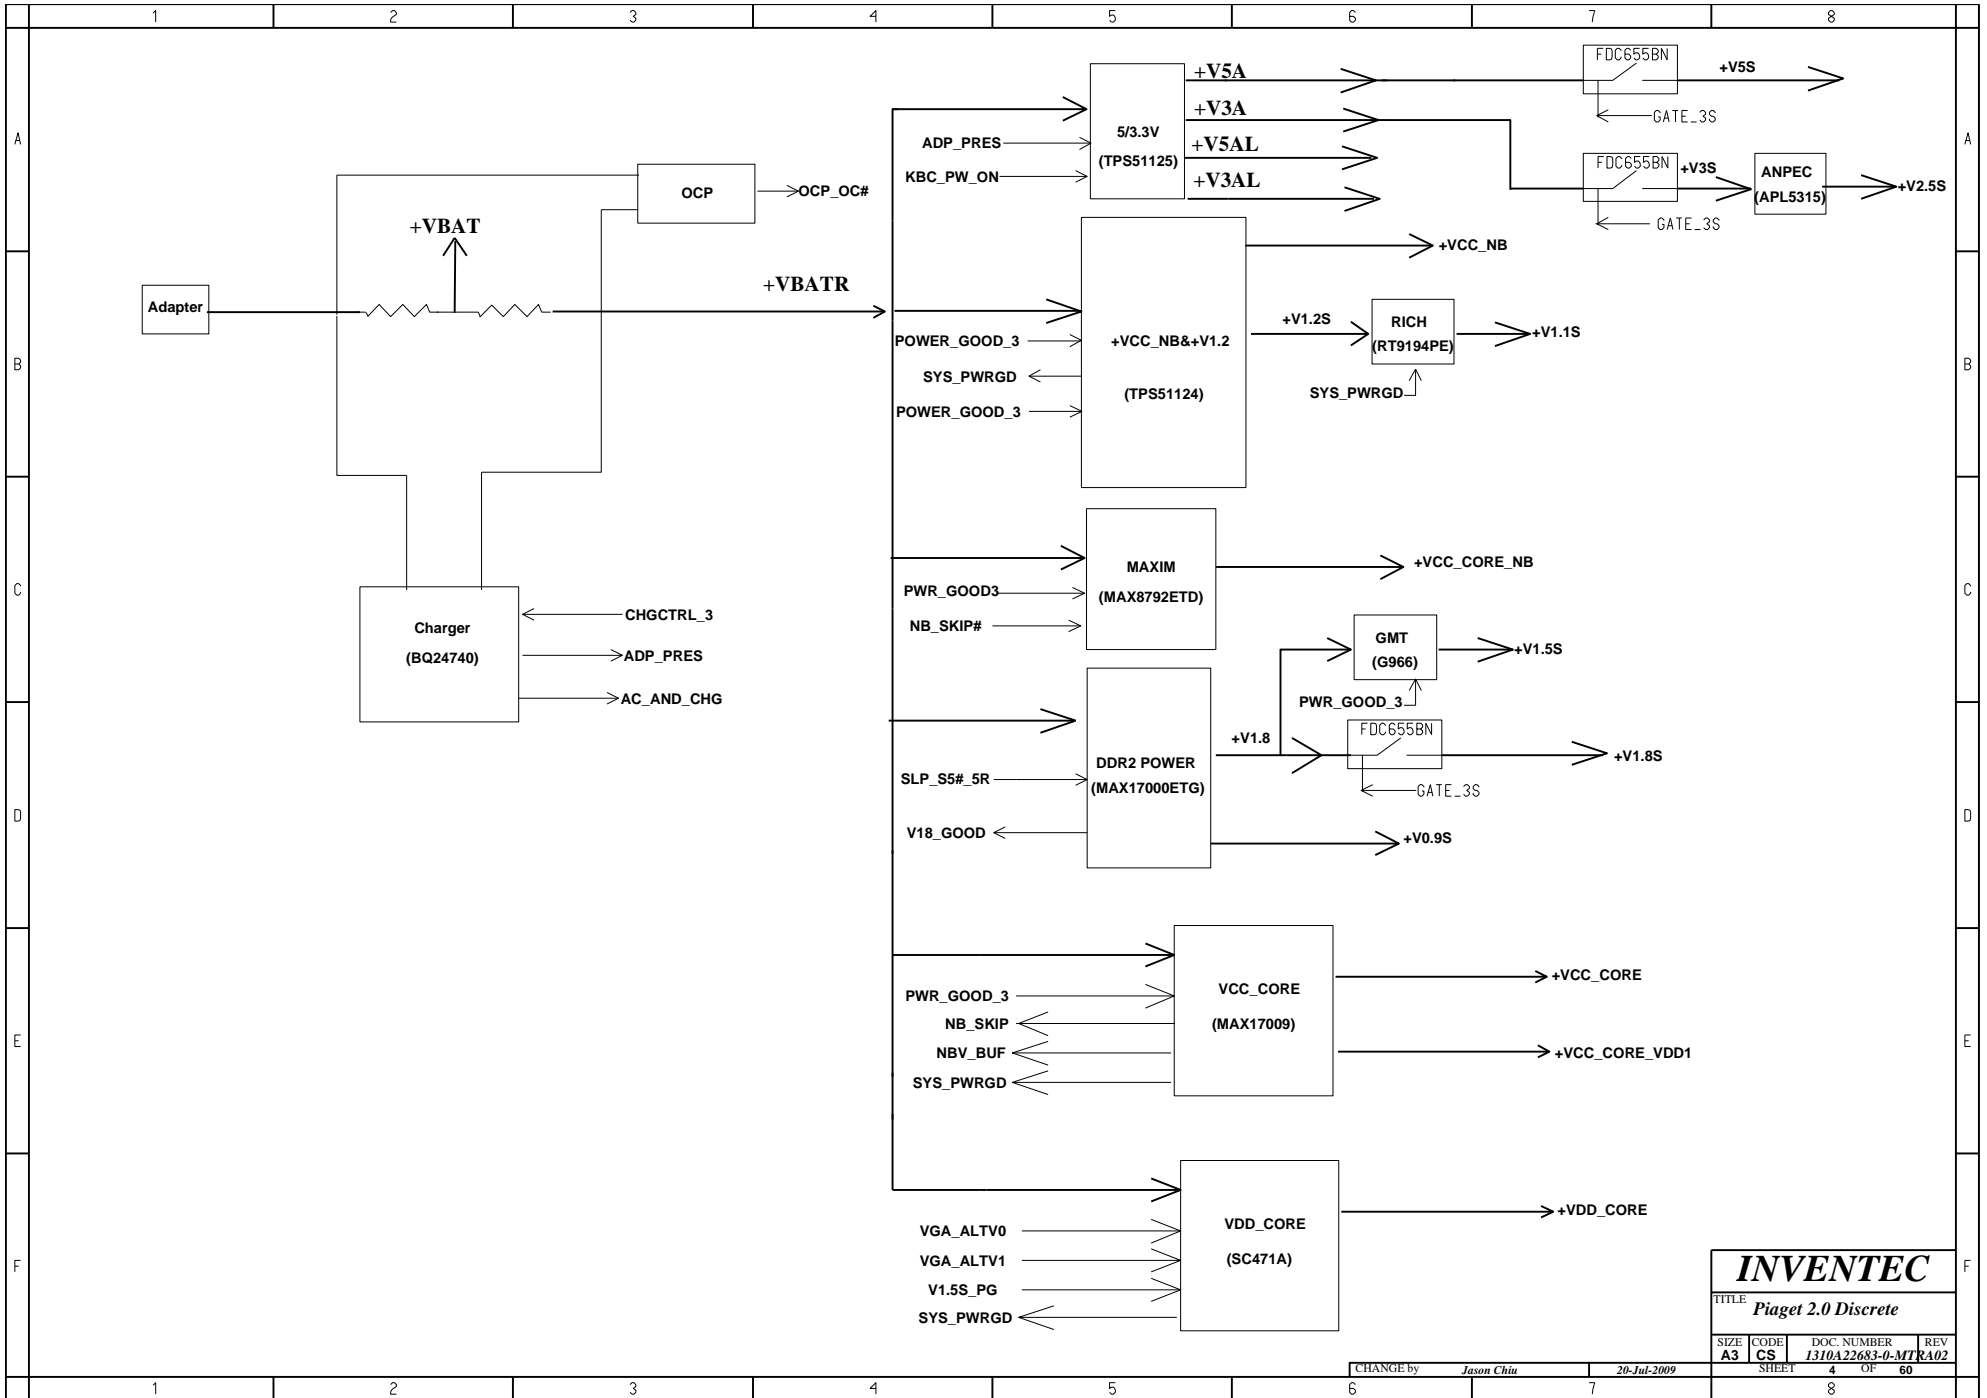 1 2 3 4 5 6 7 8
A
B
C
D
E
F
Adapter
+VBAT
+VBATR
OCP
OCP_OC#
Charger
(BQ24740)
CHGCTRL_3
ADP_PRES
AC_AND_CHG
ADP_PRES
KBC_PW_ON
5/3.3V
(TPS51125)
+V5A
+V3A
+V5AL
+V3AL
FDC655BN
+V5S
GATE_3S
FDC655BN
+V3S
GATE_3S
ANPEC
(APL5315)
+V2.5S
POWER_GOOD_3
SYS_PWRGD
POWER_GOOD_3
+VCC_NB&+V1.2
(TPS51124)
+VCC_NB
+V1.2S
RICH
(RT9194PE)
+V1.1S
SYS_PWRGD
PWR_GOOD3
NB_SKIP#
MAXIM
(MAX8792ETD)
+VCC_CORE_NB
GMT
(G966)
+V1.5S
PWR_GOOD_3
SLP_S5#_5R
V18_GOOD
DDR2 POWER
(MAX17000ETG)
+V1.8
FDC655BN
+V1.8S
GATE_3S
+V0.9S
PWR_GOOD_3
NB_SKIP
NBV_BUF
SYS_PWRGD
VCC_CORE
(MAX17009)
+VCC_CORE
+VCC_CORE_VDD1
VGA_ALTV0
VGA_ALTV1
V1.5S_PG
SYS_PWRGD
VDD_CORE
(SC471A)
+VDD_CORE
INVENTEC
TITLE
Piaget 2.0 Discrete
SIZE CODE DOC. NUMBER REV
A3 CS 1310A22683-0-MTRA02
CHANGE by Jason Chiu 20-Jul-2009 SHEET 4 OF 60
A
B
C
D
E
F
1 2 3 4 5 6 7 8